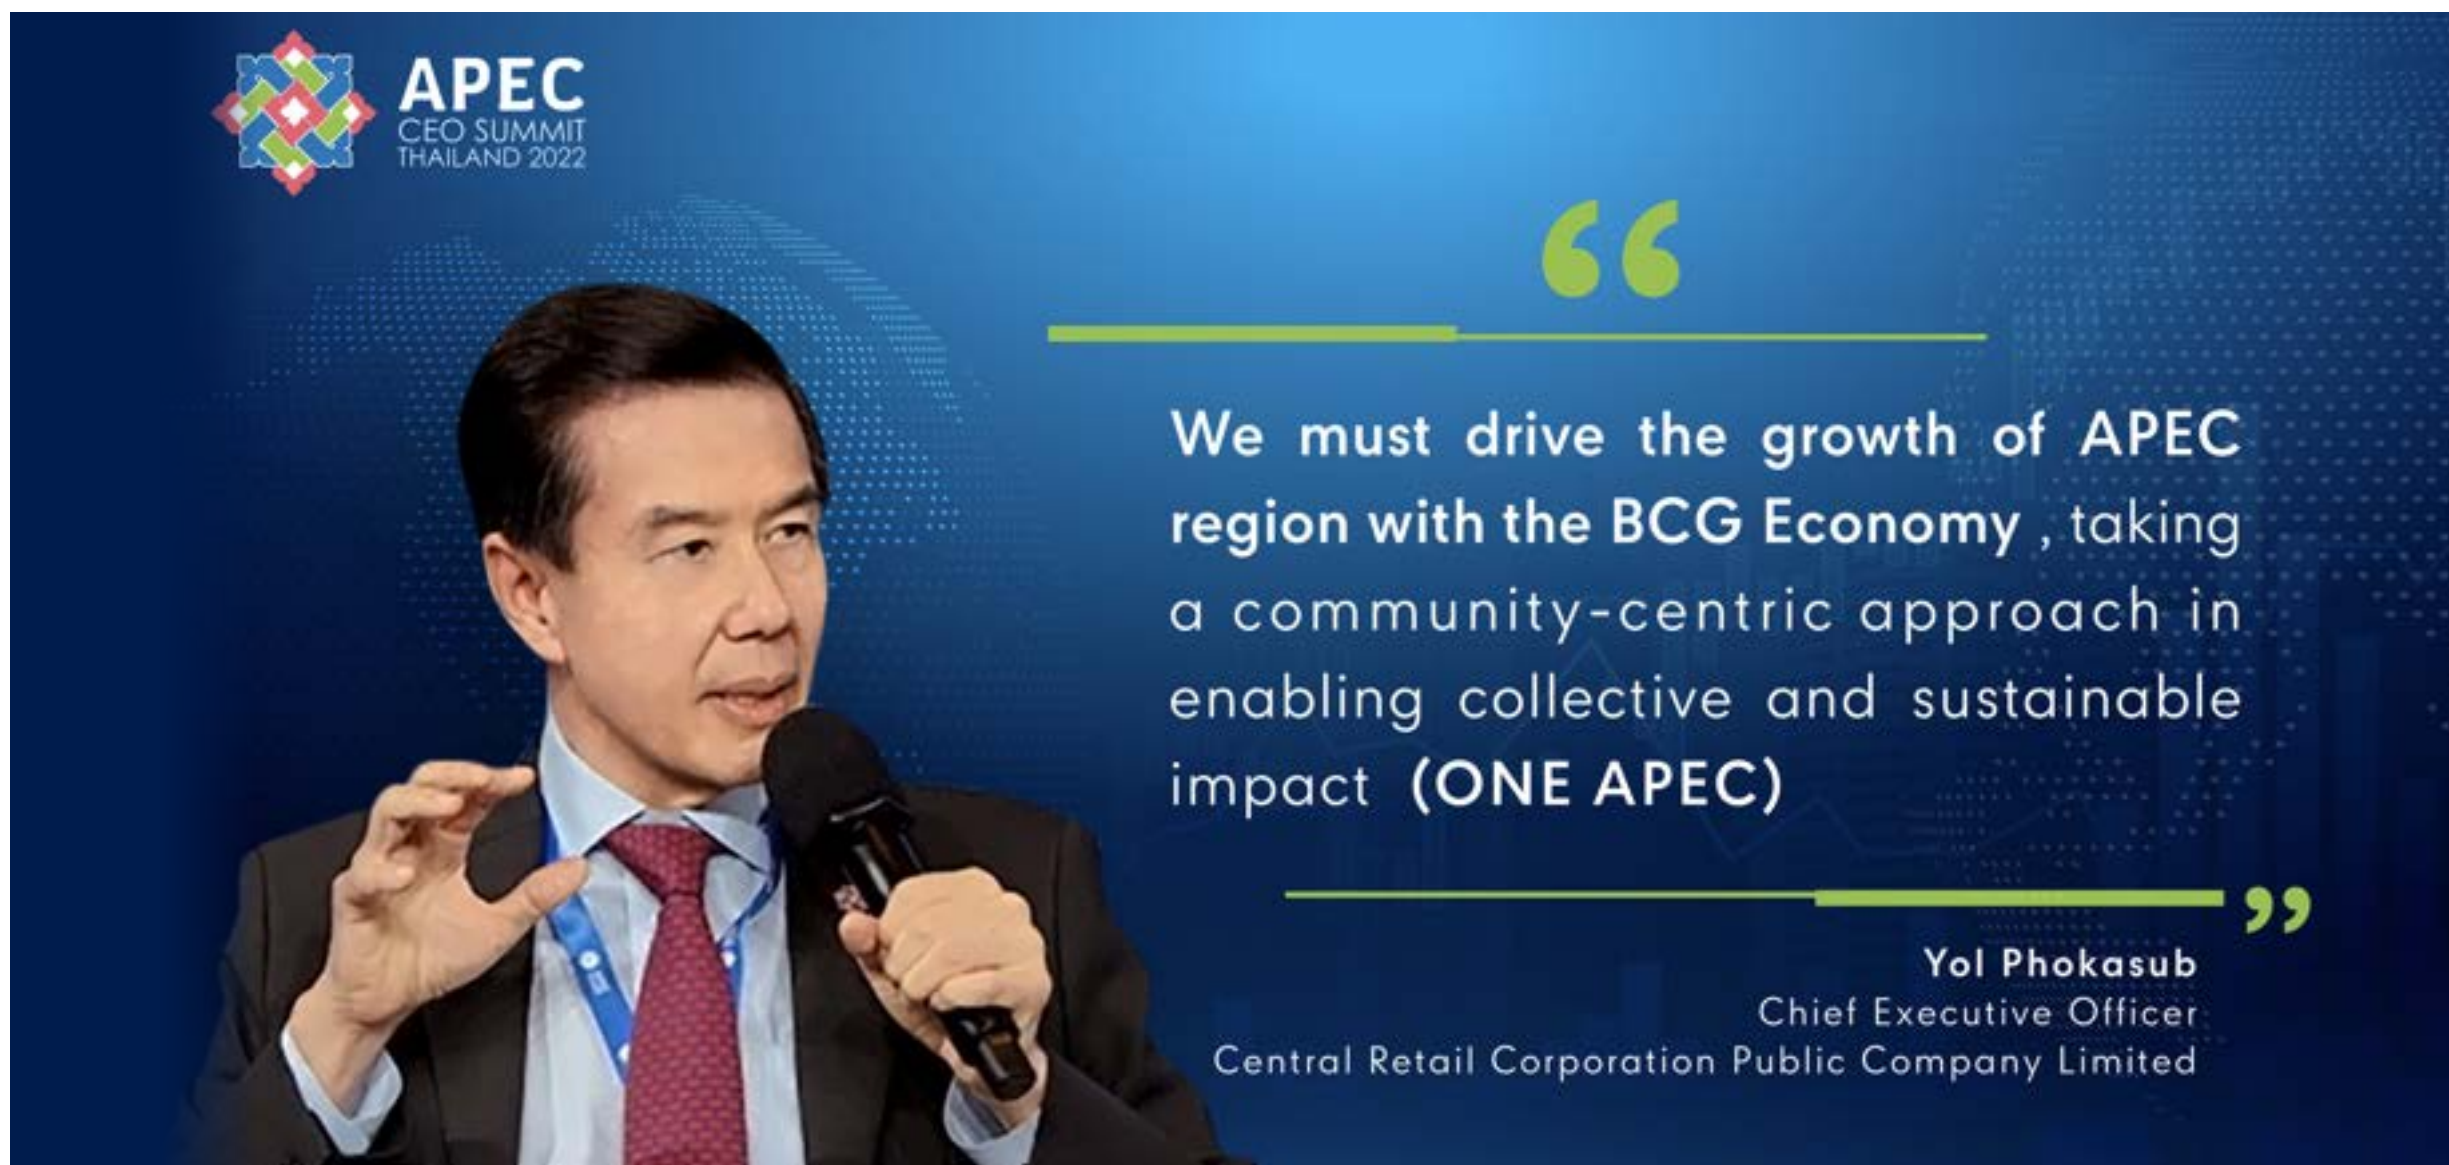 APEC
CEO SUMMIT
THAILAND 2022
“
We must drive the growth of APEC
region with the BCG Economy , taking
a community-centric approach in
enabling collective and sustainable
impact (ONE APEC)
”
Yol Phokasub
Chief Executive Officer
Central Retail Corporation Public Company Limited